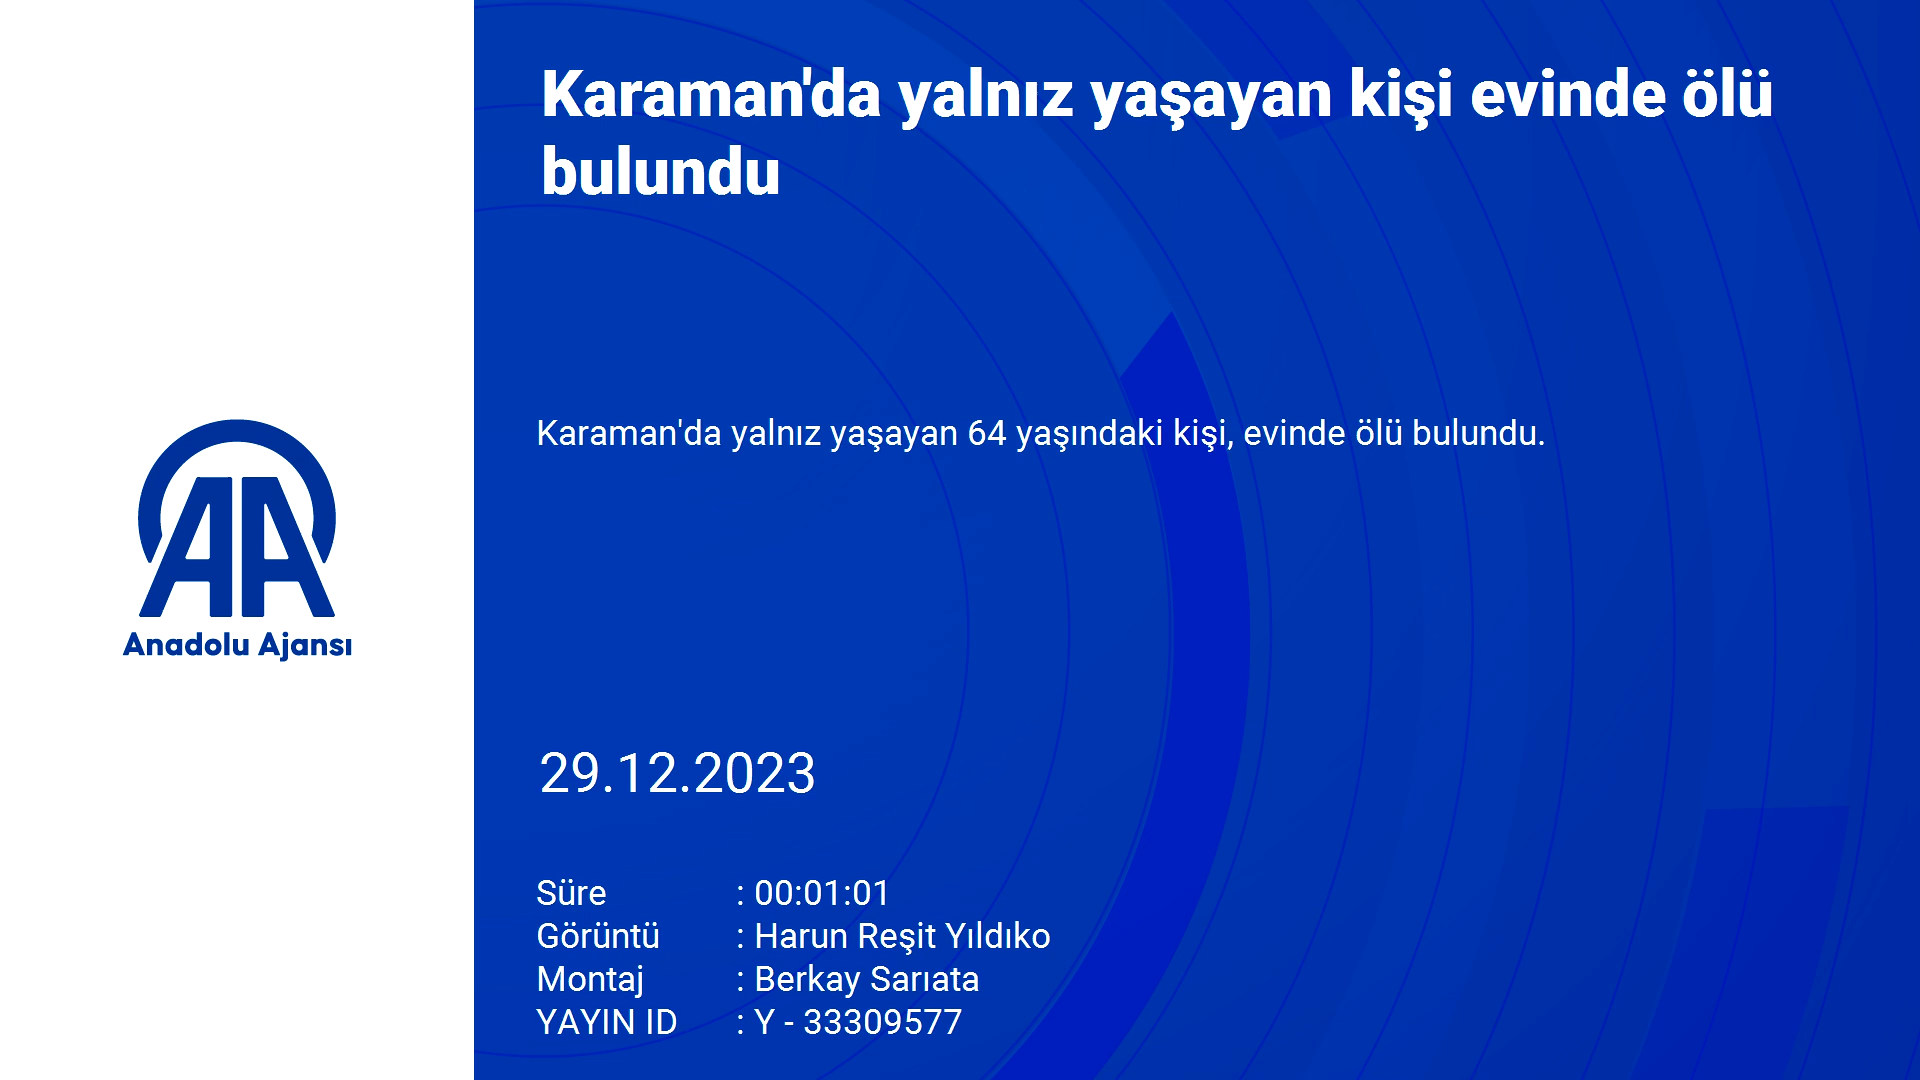 Karaman'da yalnız yaşayan kişi evinde ölü
bulundu
Karaman'da yalnız yaşayan 64 yaşındaki kişi, evinde ölü bulundu.
AA
Anadolu Ajansı
29.12.2023
Süre : 00:01:01
Görüntü : Harun Reşit Yıldıko
Montaj : Berkay Sarıata
YAYIN ID : Y - 33309577